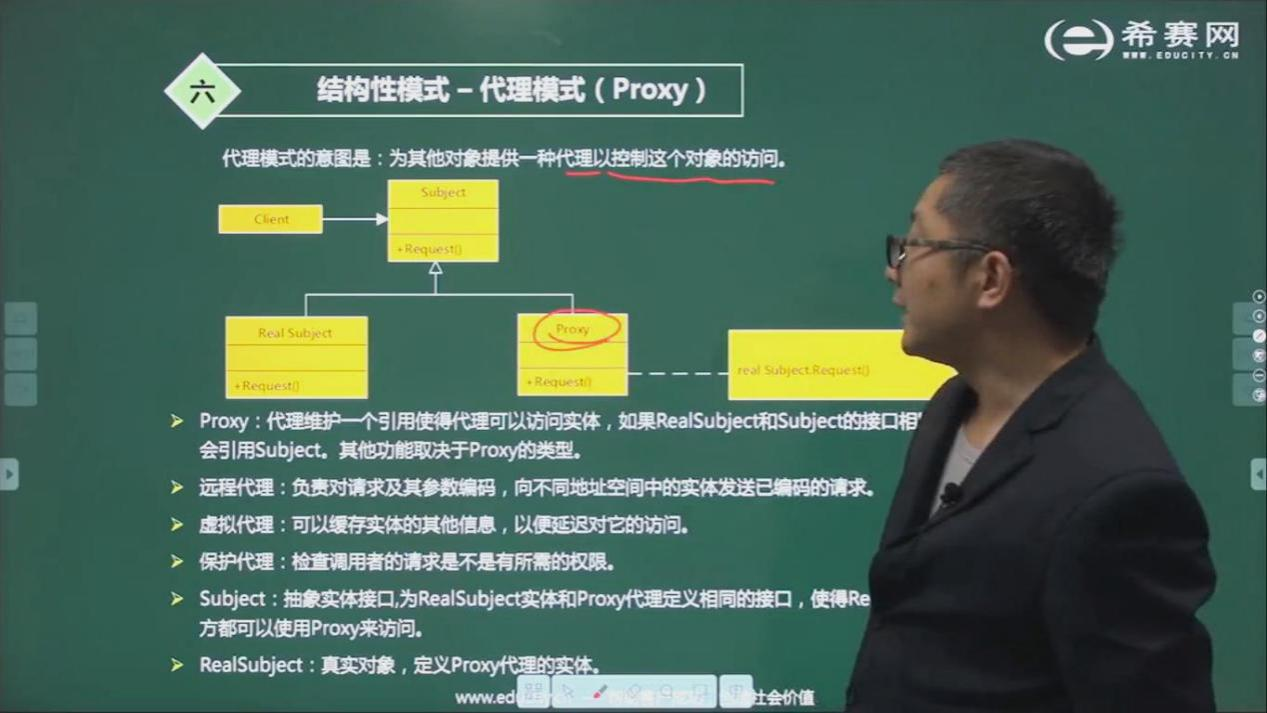 希赛网
WWW.EDUCITY.CN
六
结构性模式 – 代理模式（Proxy）
代理模式的意图是：为其他对象提供一种代理以控制这个对象的访问。
Subject
Client
+Request()
Real Subject
Proxy
real Subject.Request()
+Request()
+Request()
Proxy：代理维护一个引用使得代理可以访问实体，如果RealSubject和Subject的接口相
会引用Subject。其他功能取决于Proxy的类型。
远程代理：负责对请求及其参数编码，向不同地址空间中的实体发送已编码的请求。
虚拟代理：可以缓存实体的其他信息，以便延迟对它的访问。
保护代理：检查调用者的请求是不是有所需的权限。
Subject：抽象实体接口,为RealSubject实体和Proxy代理定义相同的接口，使得Re
方都可以使用Proxy来访问。
RealSubject：真实对象，定义Proxy代理的实体。
www.edu 社会价值